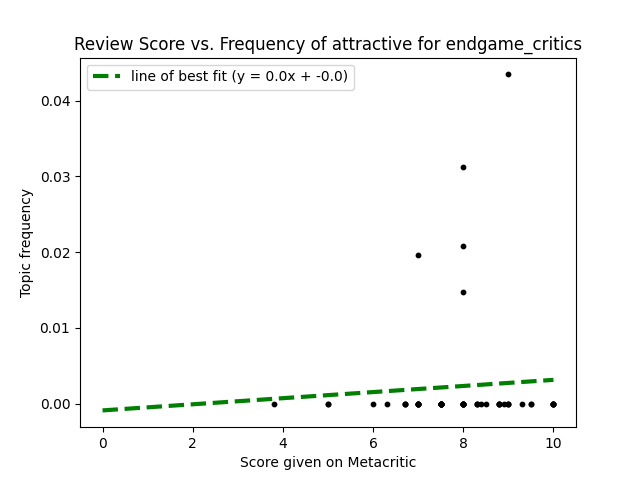 Review Score vs. Frequency of attractive for endgame_critics
line of best fit (y = 0.0x + -0.0)
0.04
0.03
0.02
0.01
0.00
Topic frequency
0 2 4 6 8 10
Score given on Metacritic